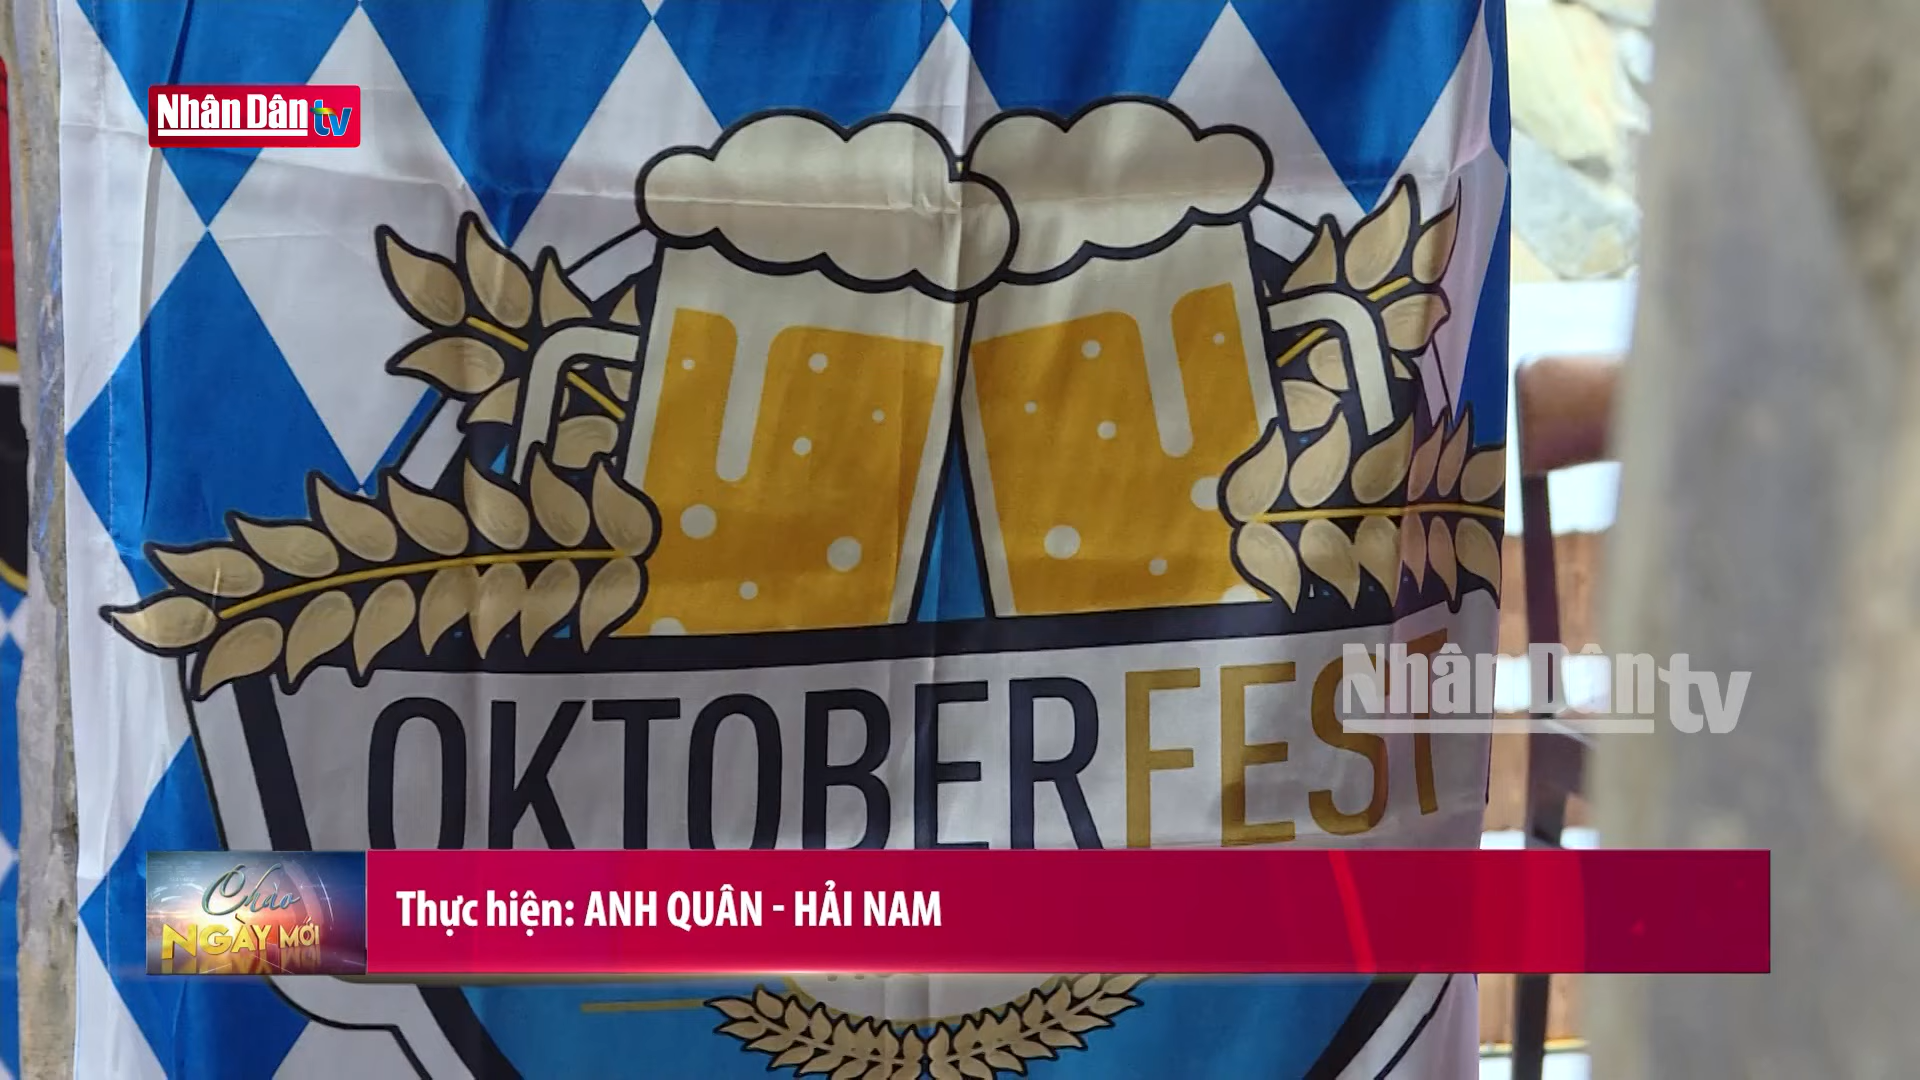 Nhân Dân tv
Nhân Dân tv
OKTOBERFEST
Chào
NGÀY MỚI
Thực hiện: ANH QUÂN - HẢI NAM